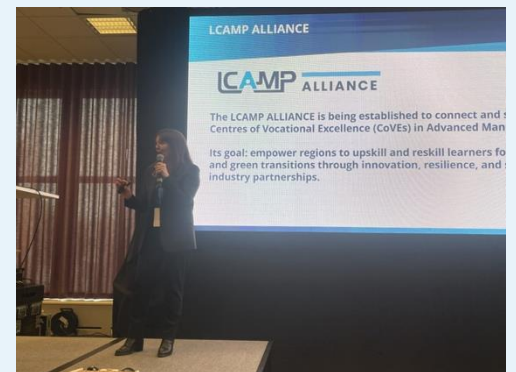 LCAMP ALLIANCE
LCAMP ALLIANCE
The LCAMP ALLIANCE is being established to connect and
Centres of Vocational Excellence (CoVEs) in Advanced Man
Its goal: empower regions to upskill and reskill learners fo
and green transitions through innovation, resilience, and
industry partnerships.